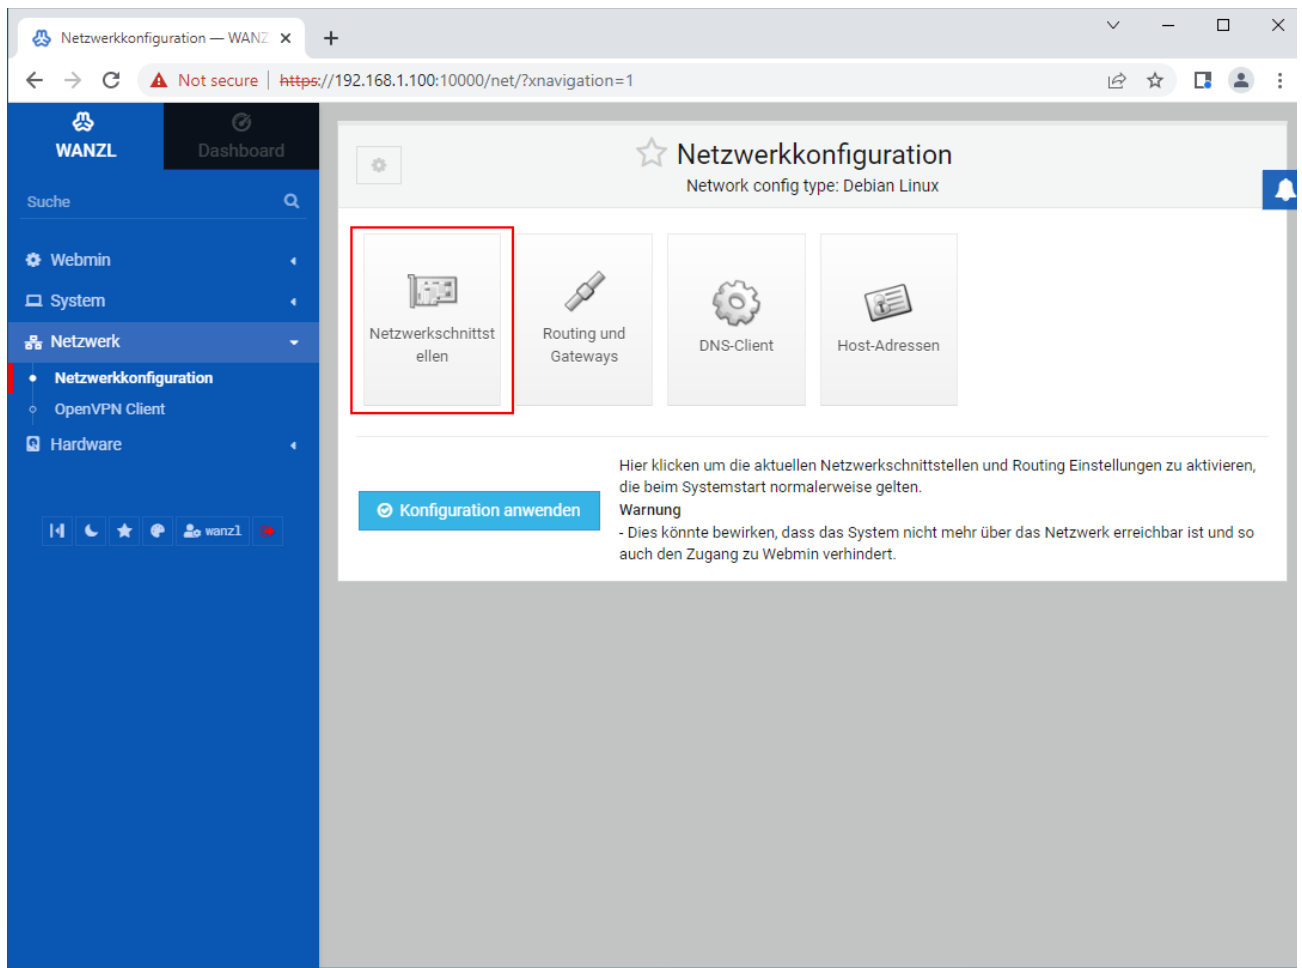 Netzwerkkonfiguration — WANZ
Not secure | https://192.168.1.100:10000/net/?xnavigation=1
WANZL
Dashboard
Suche
Webmin
System
Netzwerk
Netzwerkkonfiguration
OpenVPN Client
Hardware
wanzl
Netzwerkkonfiguration
Network config type: Debian Linux
Netzwerkschnittst
ellen
Routing und
Gateways
DNS-Client
Host-Adressen
Konfiguration anwenden
Hier klicken um die aktuellen Netzwerkschnittstellen und Routing Einstellungen zu aktivieren,
die beim Systemstart normalerweise gelten.
Warnung
- Dies könnte bewirken, dass das System nicht mehr über das Netzwerk erreichbar ist und so
auch den Zugang zu Webmin verhindert.